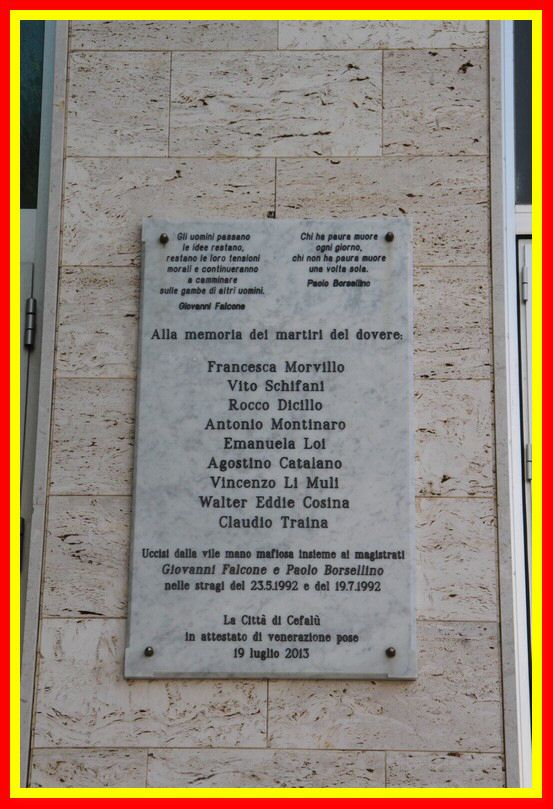 Gli uomini passano
le idee restano,
restano le loro tensioni
morali e continueranno
a camminare
sulle gambe di altri uomini.
Giovanni Falcone
Chi ha paura muore
ogni giorno,
chi non ha paura muore
una volta sola.
Paolo Borsellino
Alla memoria dei martiri del dovere:
Francesca Morvillo
Vito Schifani
Rocco Dicillo
Antonio Montinaro
Emanuela Loi
Agostino Catalano
Vincenzo Li Muli
Walter Eddie Cosina
Claudio Traina
Uccisi dalla vile mano mafiosa insieme ai magistrati
Giovanni Falcone e Paolo Borsellino
nelle stragi del 23.5.1992 e del 19.7.1992
La Città di Cefalù
in attestato di venerazione pose
19 luglio 2013